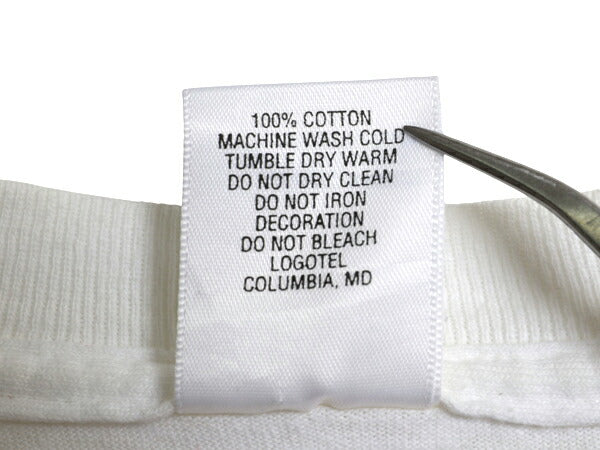 100% COTTON
MACHINE WASH COLD
TUMBLE DRY WARM
DO NOT DRY CLEAN
DO NOT IRON
DECORATION
DO NOT BLEACH
LOGOTEL
COLUMBIA, MD